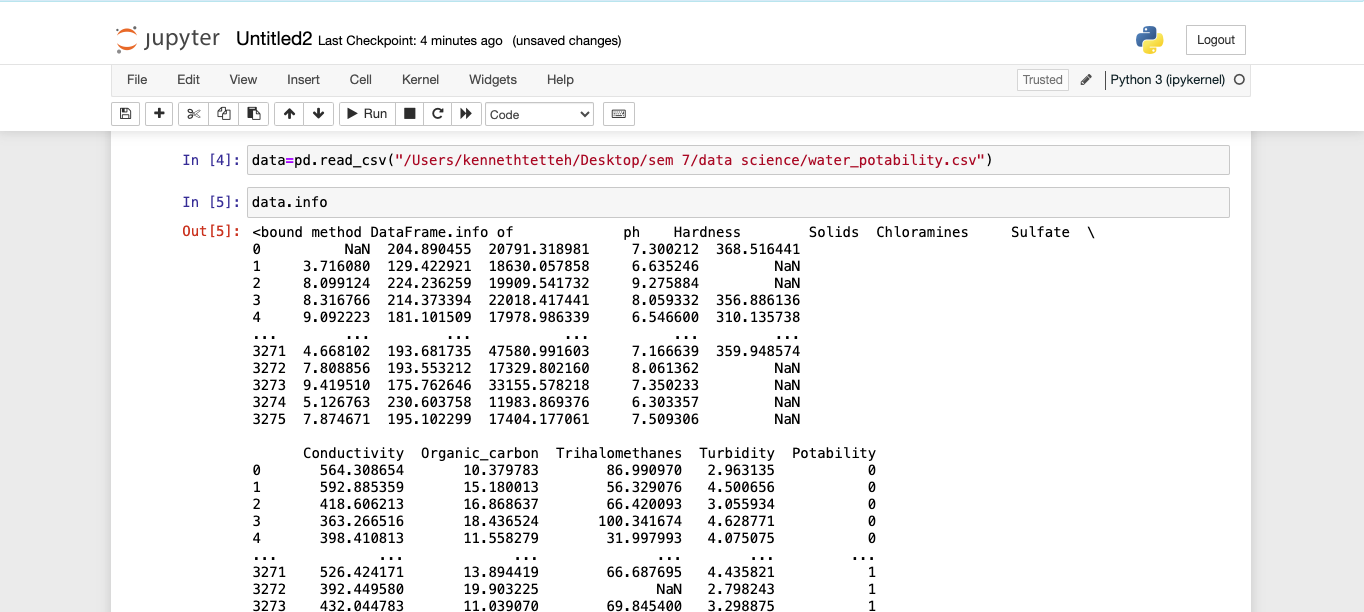 jupyter Untitled2 Last Checkpoint: 4 minutes ago (unsaved changes) Logout
File Edit View Insert Cell Kernel Widgets Help Trusted Python 3 (ipykernel)
Run Code
In [4]: data=pd.read_csv("/Users/kennethtetteh/Desktop/sem 7/data science/water_potability.csv")
In [5]: data.info
Out[5]: <bound method DataFrame.info of ph Hardness Solids Chloramines Sulfate \
0 NaN 204.890455 20791.318981 7.300212 368.516441
1 3.716080 129.422921 18630.057858 6.635246 NaN
2 8.099124 224.236259 19909.541732 9.275884 NaN
3 8.316766 214.373394 22018.417441 8.059332 356.886136
4 9.092223 181.101509 17978.986339 6.546600 310.135738
... ... ... ... ... ...
3271 4.668102 193.681735 47580.991603 7.166639 359.948574
3272 7.808856 193.553212 17329.802160 8.061362 NaN
3273 9.419510 175.762646 33155.578218 7.350233 NaN
3274 5.126763 230.603758 11983.869376 6.303357 NaN
3275 7.874671 195.102299 17404.177061 7.509306 NaN
Conductivity Organic_carbon Trihalomethanes Turbidity Potability
0 564.308654 10.379783 86.990970 2.963135 0
1 592.885359 15.180013 56.329076 4.500656 0
2 418.606213 16.868637 66.420093 3.055934 0
3 363.266516 18.436524 100.341674 4.628771 0
4 398.410813 11.558279 31.997993 4.075075 0
... ... ... ... ... ...
3271 526.424171 13.894419 66.687695 4.435821 1
3272 392.449580 19.903225 NaN 2.798243 1
3273 432.044783 11.039070 69.845400 3.298875 1